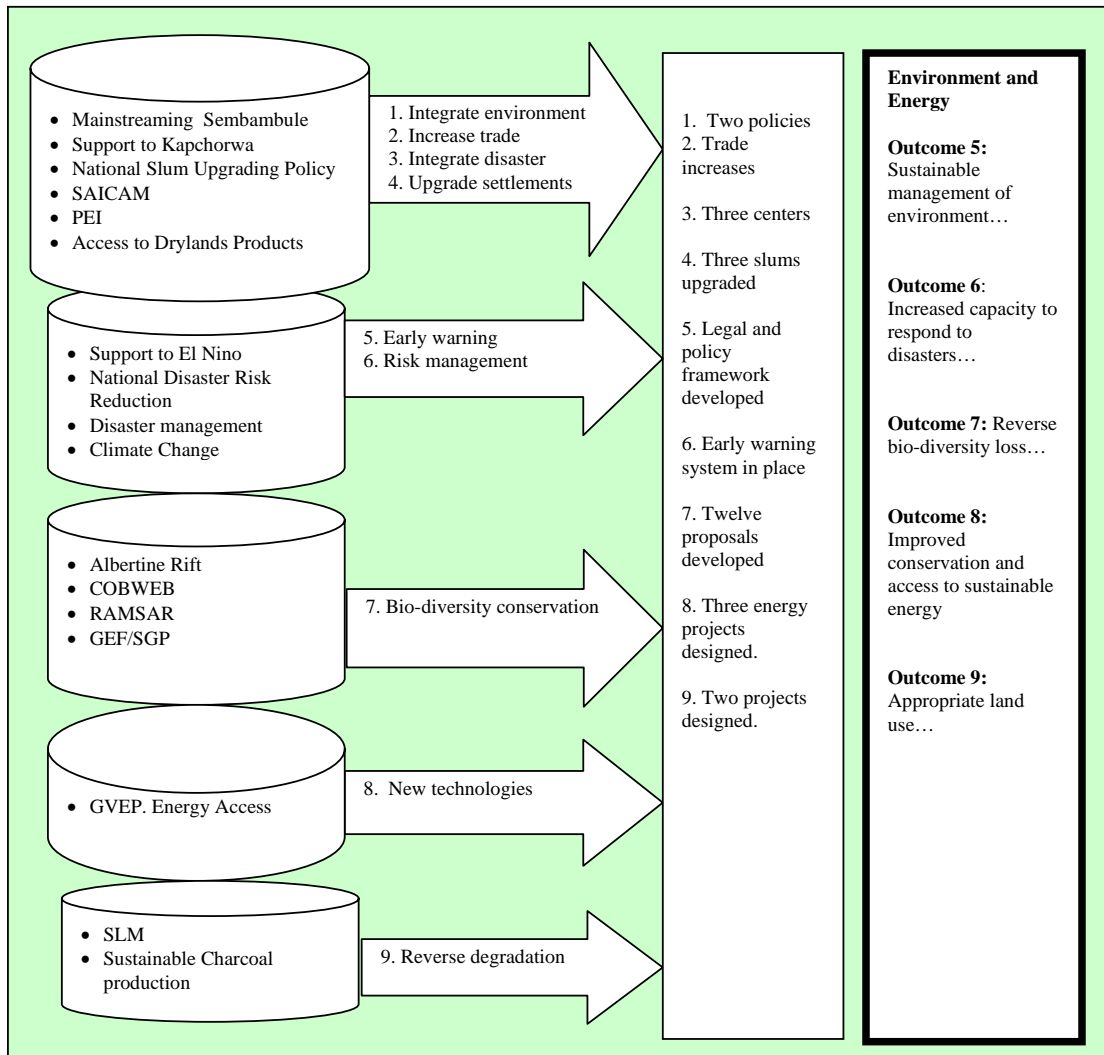 • Mainstreaming Sembambule
• Support to Kapchorwa
• National Slum Upgrading Policy
• SAICAM
• PEI
• Access to Drylands Products
1. Integrate environment
2. Increase trade
3. Integrate disaster
4. Upgrade settlements
• Support to El Nino
• National Disaster Risk
Reduction
• Disaster management
• Climate Change
5. Early warning
6. Risk management
• Albertine Rift
• COBWEB
• RAMSAR
• GEF/SGP
7. Bio-diversity conservation
• GVEP. Energy Access
8. New technologies
• SLM
• Sustainable Charcoal
production
9. Reverse degradation
1. Two policies
2. Trade
increases
3. Three centers
4. Three slums
upgraded
5. Legal and
policy
framework
developed
6. Early warning
system in place
7. Twelve
proposals
developed
8. Three energy
projects
designed.
9. Two projects
designed.
Environment and
Energy
Outcome 5:
Sustainable
management of
environment…
Outcome 6:
Increased capacity to
respond to
disasters…
Outcome 7: Reverse
bio-diversity loss…
Outcome 8:
Improved
conservation and
access to sustainable
energy
Outcome 9:
Appropriate land
use…